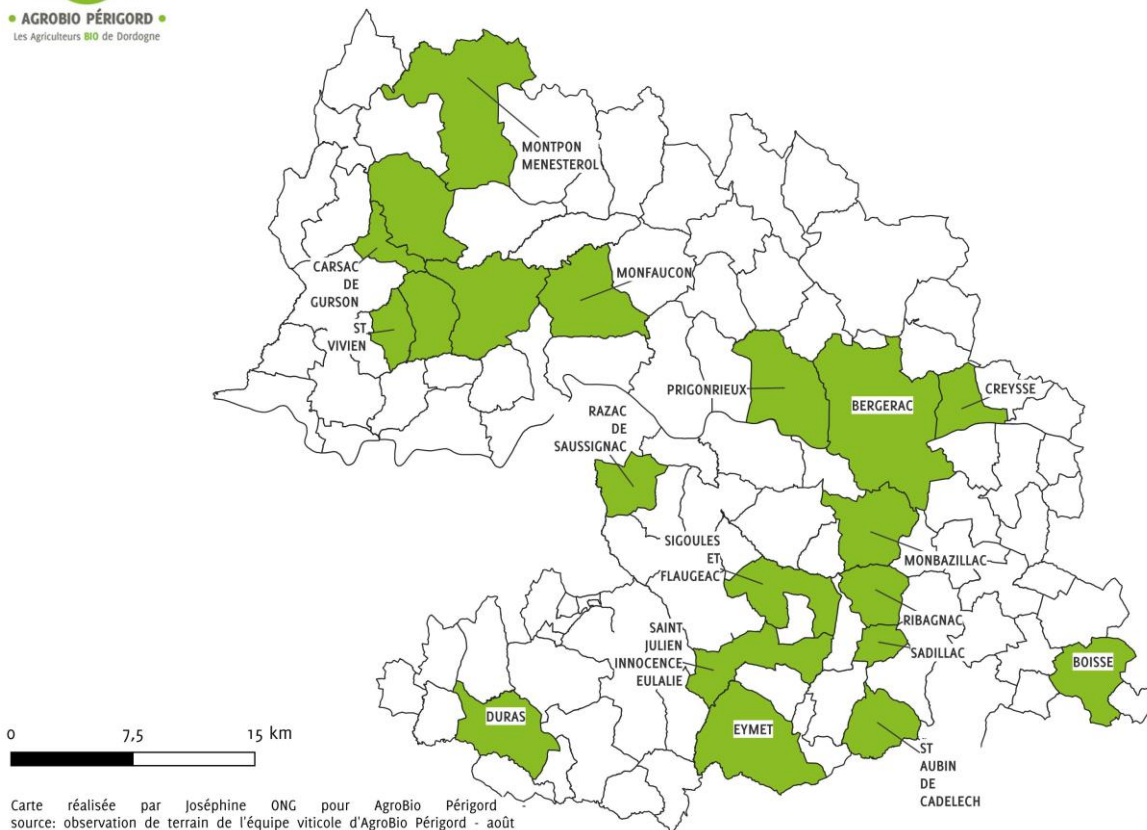 • AGROBIO PÉRIGORD •
Les Agriculteurs BIO de Dordogne
MONTPON
MENESTEROL
CARSAC
DE
GURSON
MONFAUCON
ST
VIVIEN
PRIGONRIEUX
BERGERAC
CREYSSE
RAZAC
DE
SAUSSIGNAC
SIGOULES
ET
FLAUGEAC
MONBAZILLAC
RIBAGNAC
SAINT
JULIEN
INNOCENCE
EULALIE
SADILLAC
BOISSE
DURAS
EYMET
ST
AUBIN
DE
CADELECH
0 7,5 15 km
Carte réalisée par Joséphine ONG pour AgroBio Périgord -
source: observation de terrain de l'équipe viticole d'AgroBio Périgord - août